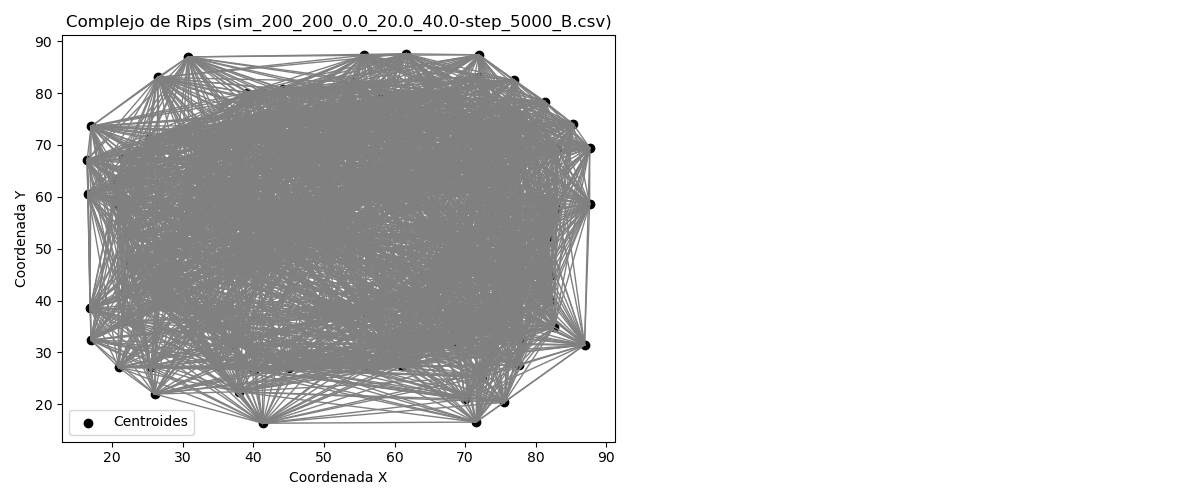 Complejo de Rips (sim_200_200_0.0_20.0_40.0-step_5000_B.csv)
90
80
70
60
50
40
30
20
Coordenada Y
Centroides
20 30 40 50 60 70 80 90
Coordenada X